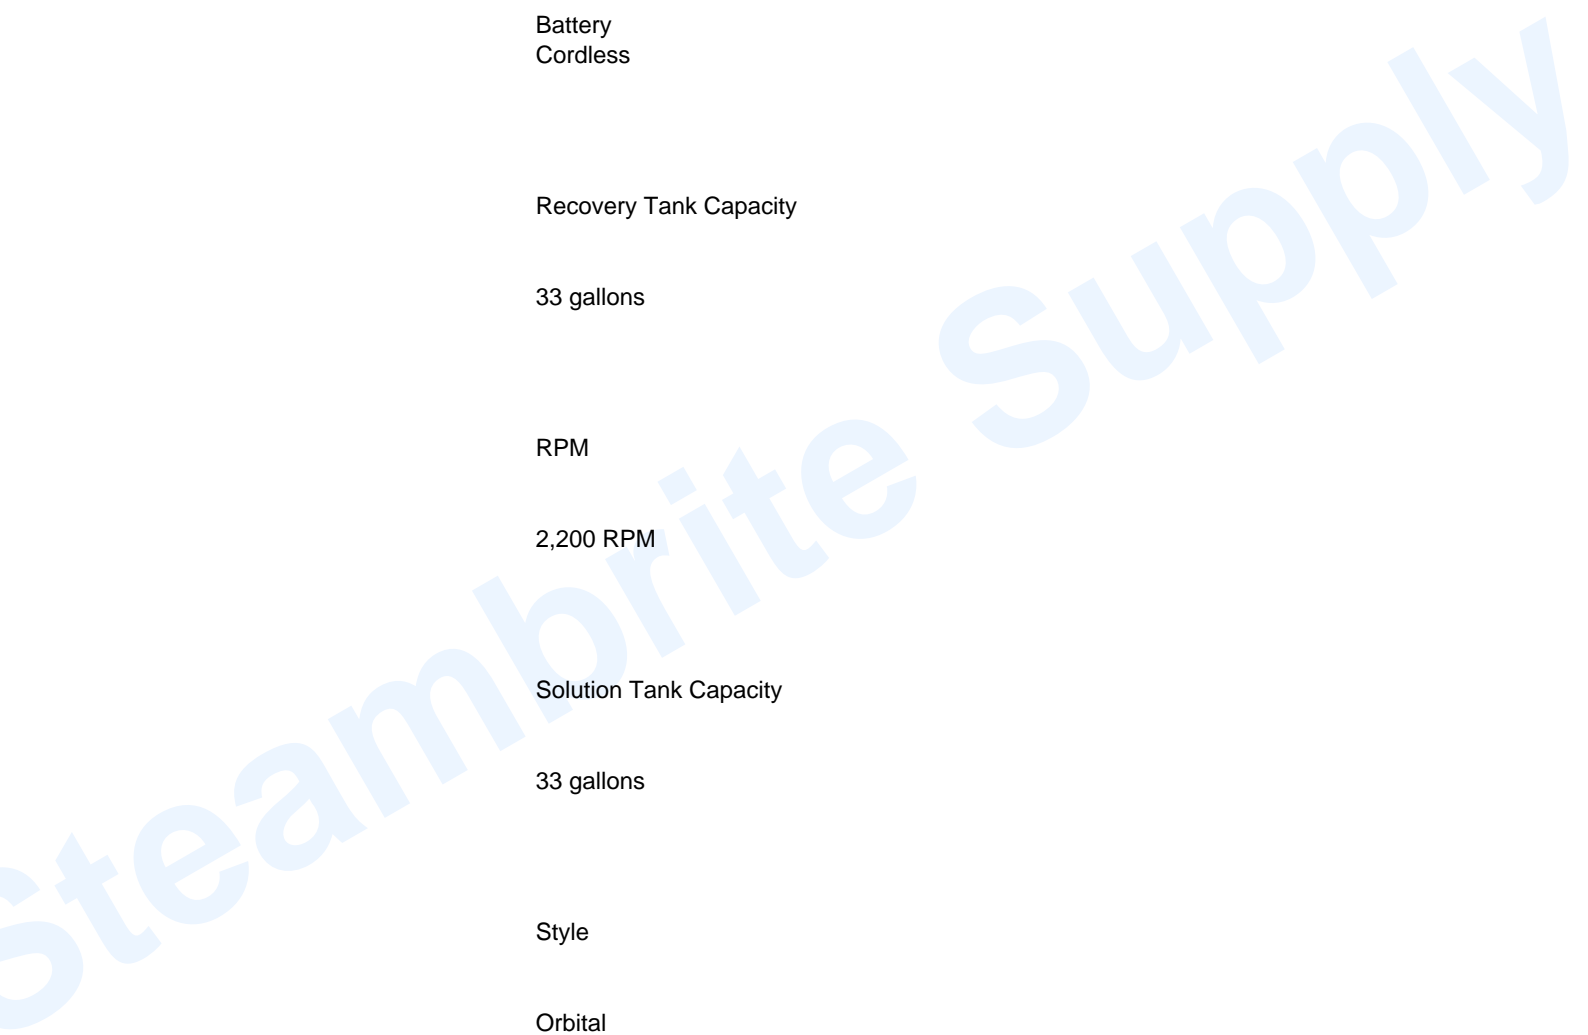 Battery
Cordless
Recovery Tank Capacity
33 gallons
RPM
2,200 RPM
Solution Tank Capacity
33 gallons
Style
Orbital
Steambrite Supply